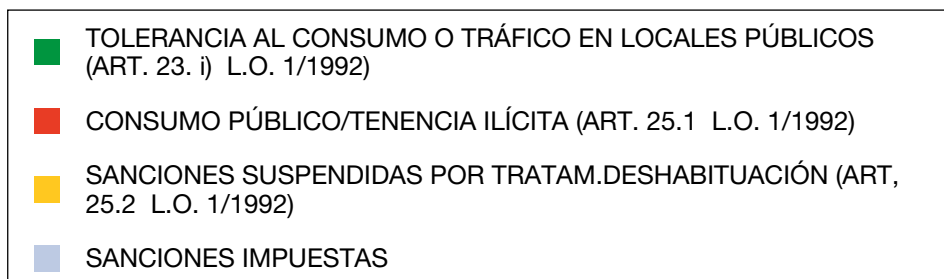 TOLERANCIA AL CONSUMO O TRÁFICO EN LOCALES PÚBLICOS
(ART. 23. i) L.O. 1/1992)
CONSUMO PÚBLICO/TENENCIA ILÍCITA (ART. 25.1 L.O. 1/1992)
SANCIONES SUSPENDIDAS POR TRATAM.DESHABITUACIÓN (ART,
25.2 L.O. 1/1992)
SANCIONES IMPUESTAS